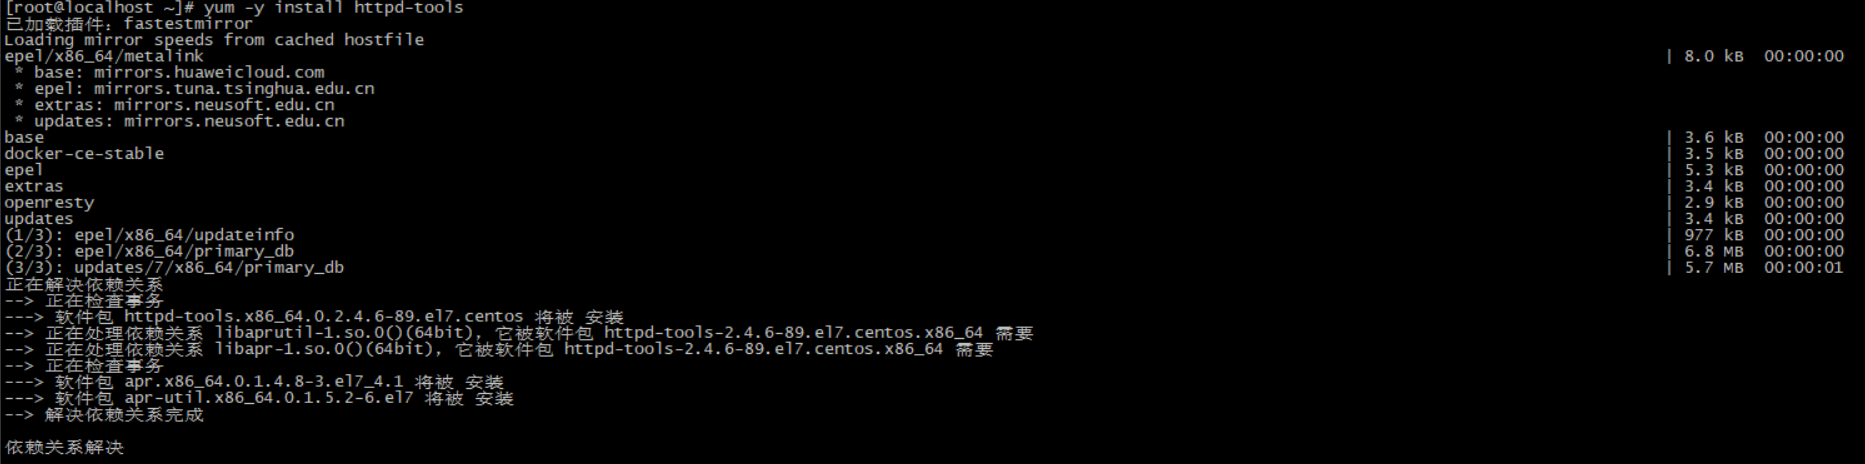 [root@localhost ~]# yum -y install httpd-tools
已加载插件：fastestmirror
Loading mirror speeds from cached hostfile
epel/x86_64/metalink | 8.0 kB 00:00:00
* base: mirrors.huaweicloud.com
* epel: mirrors.tuna.tsinghua.edu.cn
* extras: mirrors.neusoft.edu.cn
* updates: mirrors.neusoft.edu.cn
base | 3.6 kB 00:00:00
docker-ce-stable | 3.5 kB 00:00:00
epel | 5.3 kB 00:00:00
extras | 3.4 kB 00:00:00
openresty | 2.9 kB 00:00:00
updates | 3.4 kB 00:00:00
(1/3): epel/x86_64/updateinfo | 977 kB 00:00:00
(2/3): epel/x86_64/primary_db | 6.8 MB 00:00:00
(3/3): updates/7/x86_64/primary_db | 5.7 MB 00:00:01
正在解决依赖关系
--> 正在检查事务
---> 软件包 httpd-tools.x86_64.0.2.4.6-89.el7.centos 将被 安装
--> 正在处理依赖关系 libaprutil-1.so.0()(64bit)，它被软件包 httpd-tools-2.4.6-89.el7.centos.x86_64 需要
--> 正在处理依赖关系 libapr-1.so.0()(64bit)，它被软件包 httpd-tools-2.4.6-89.el7.centos.x86_64 需要
--> 正在检查事务
---> 软件包 apr.x86_64.0.1.4.8-3.el7_4.1 将被 安装
---> 软件包 apr-util.x86_64.0.1.5.2-6.el7 将被 安装
--> 解决依赖关系完成
依赖关系解决